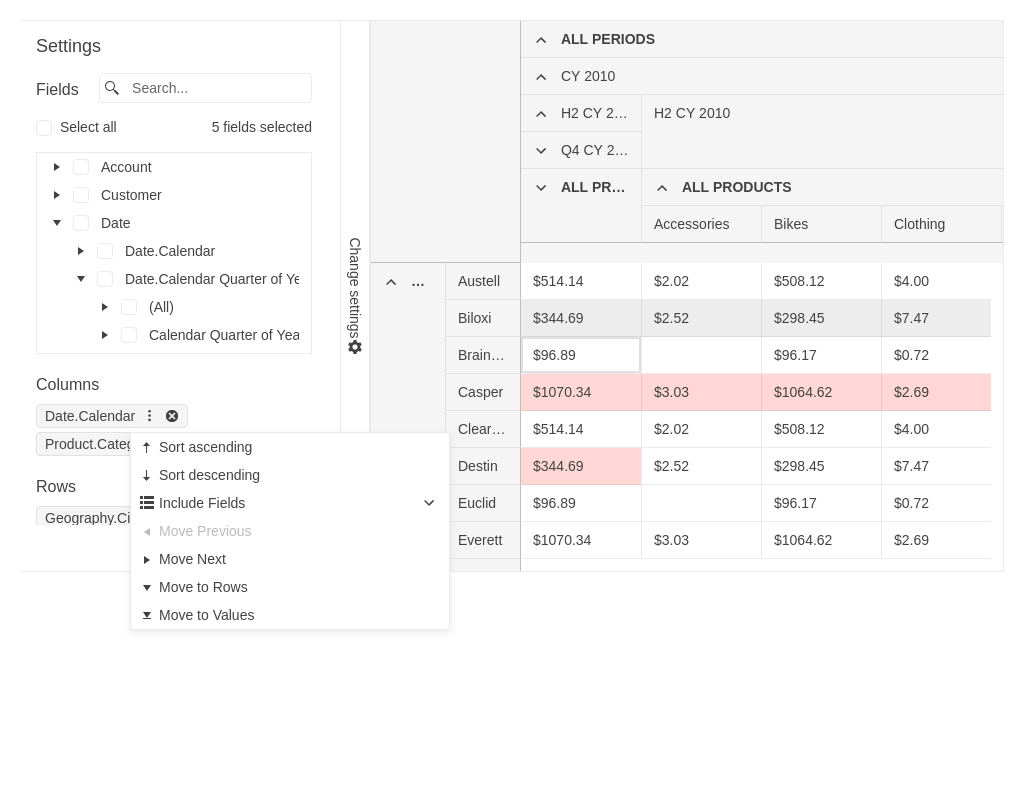 Settings
Fields
Search...
Select all
5 fields selected
Account
Customer
Date
Date.Calendar
Date.Calendar Quarter of Ye
(All)
Calendar Quarter of Yea
Columns
Date.Calendar
Product.Categ
Rows
Geography.Ci
Change settings
Sort ascending
Sort descending
Include Fields
Move Previous
Move Next
Move to Rows
Move to Values
ALL PERIODS
CY 2010
H2 CY 2… H2 CY 2010
Q4 CY 2…
ALL PR… ALL PRODUCTS
Accessories Bikes Clothing
… Austell $514.14 $2.02 $508.12 $4.00
Biloxi $344.69 $2.52 $298.45 $7.47
Brain… $96.89 $96.17 $0.72
Casper $1070.34 $3.03 $1064.62 $2.69
Clear… $514.14 $2.02 $508.12 $4.00
Destin $344.69 $2.52 $298.45 $7.47
Euclid $96.89 $96.17 $0.72
Everett $1070.34 $3.03 $1064.62 $2.69